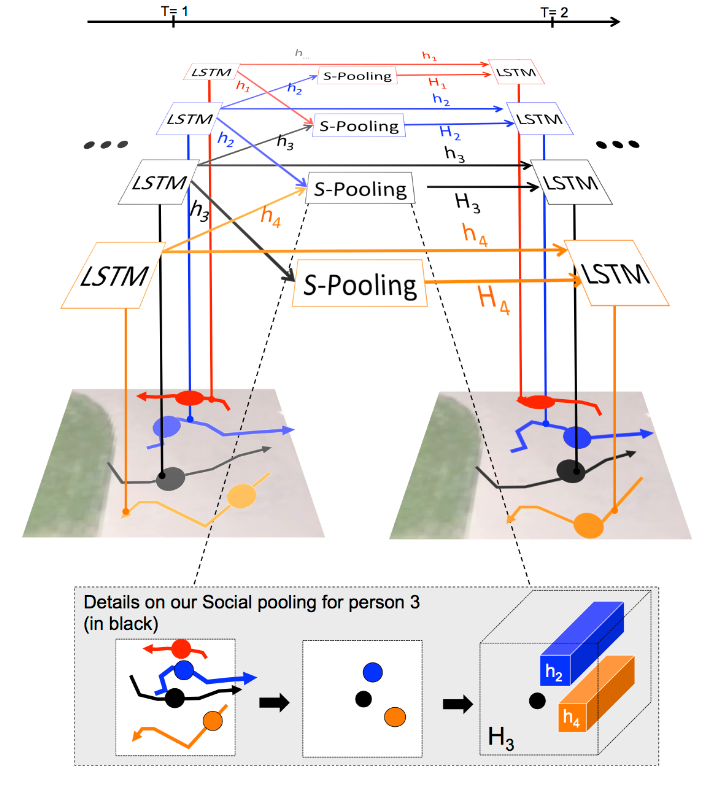 T= 1
T= 2
h...
h₁
LSTM
h₁
h₂
S-Pooling
H₁
LSTM
h₂
LSTM
h₂
h₃
S-Pooling
H₂
LSTM
h₃
LSTM
h₃
h₄
S-Pooling
H₃
LSTM
h₄
LSTM
S-Pooling
H₄
LSTM
Details on our Social pooling for person 3
(in black)
h₂
h₄
H₃